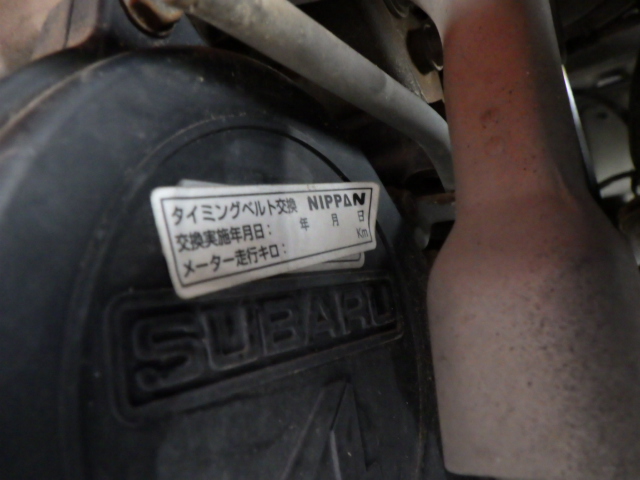 タイミングベルト交換 NIPPAN
交換実施年月日： 年 月 日
メーター走行キロ： Km
SUBARU